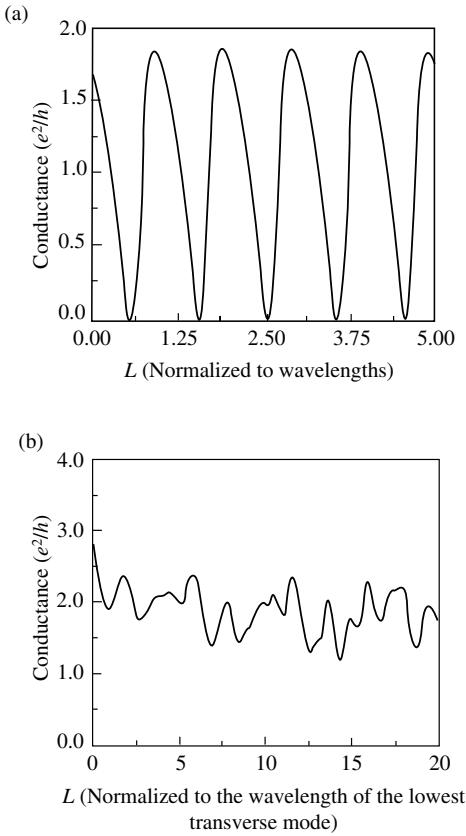 (a)
2.0
1.5
1.0
0.5
0.0
Conductance (e²/h)
0.00 1.25 2.50 3.75 5.00
L (Normalized to wavelengths)
(b)
4.0
3.0
2.0
1.0
0.0
Conductance (e²/h)
0 5 10 15 20
L (Normalized to the wavelength of the lowest
transverse mode)